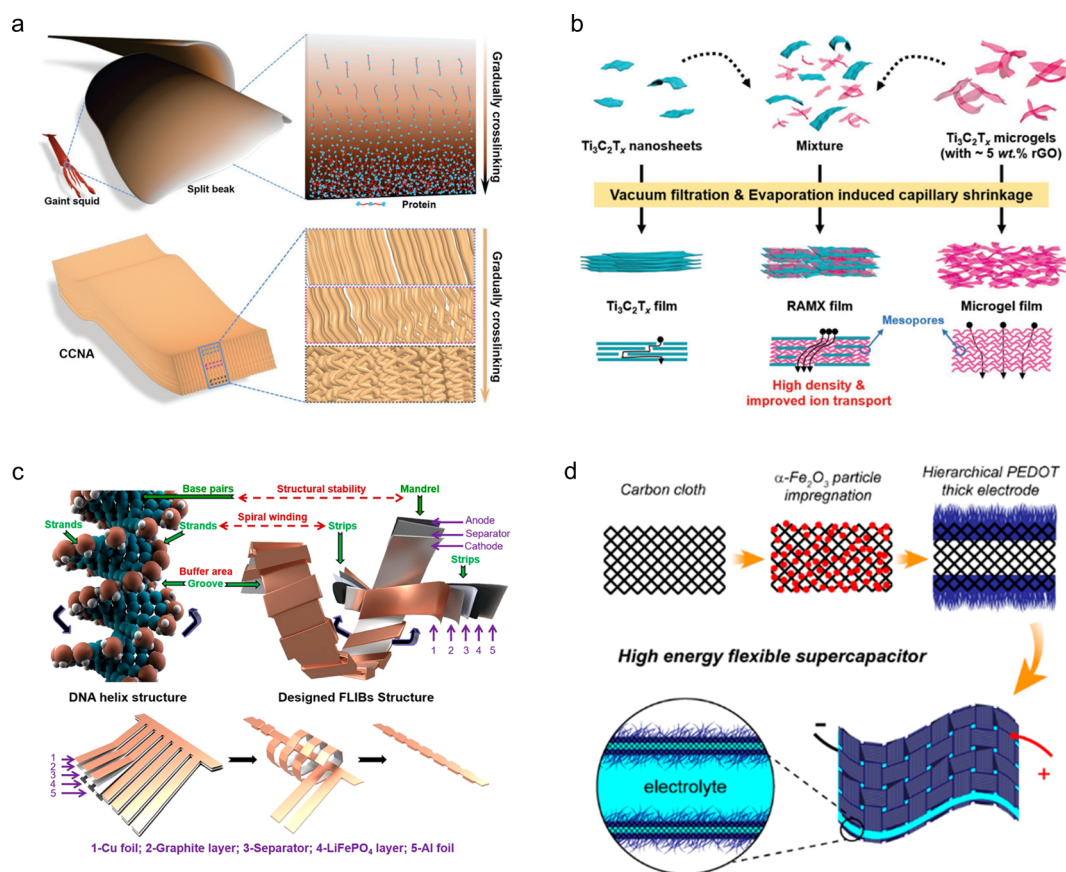 a
Gradually crosslinking
Split beak
Gaint squid
Protein
CCNA
Gradually crosslinking
b
Ti₃C₂Tₓ nanosheets
Mixture
Ti₃C₂Tₓ microgels
(with ~ 5 wt.% rGO)
Vacuum filtration & Evaporation induced capillary shrinkage
Ti₃C₂Tₓ film
RAMX film
Microgel film
Mesopores
High density &
improved ion transport
c
Base pairs
Structural stability
Mandrel
Strands
Strands
Spiral winding
Strips
Anode
Separator
Cathode
Strips
Buffer area
Groove
1 2 3 4 5
DNA helix structure
Designed FLIBs Structure
1
2
3
4
5
1-Cu foil; 2-Graphite layer; 3-Separator; 4-LiFePO₄ layer; 5-Al foil
d
Carbon cloth
α-Fe₂O₃ particle
impregnation
Hierarchical PEDOT
thick electrode
High energy flexible supercapacitor
electrolyte
–
+